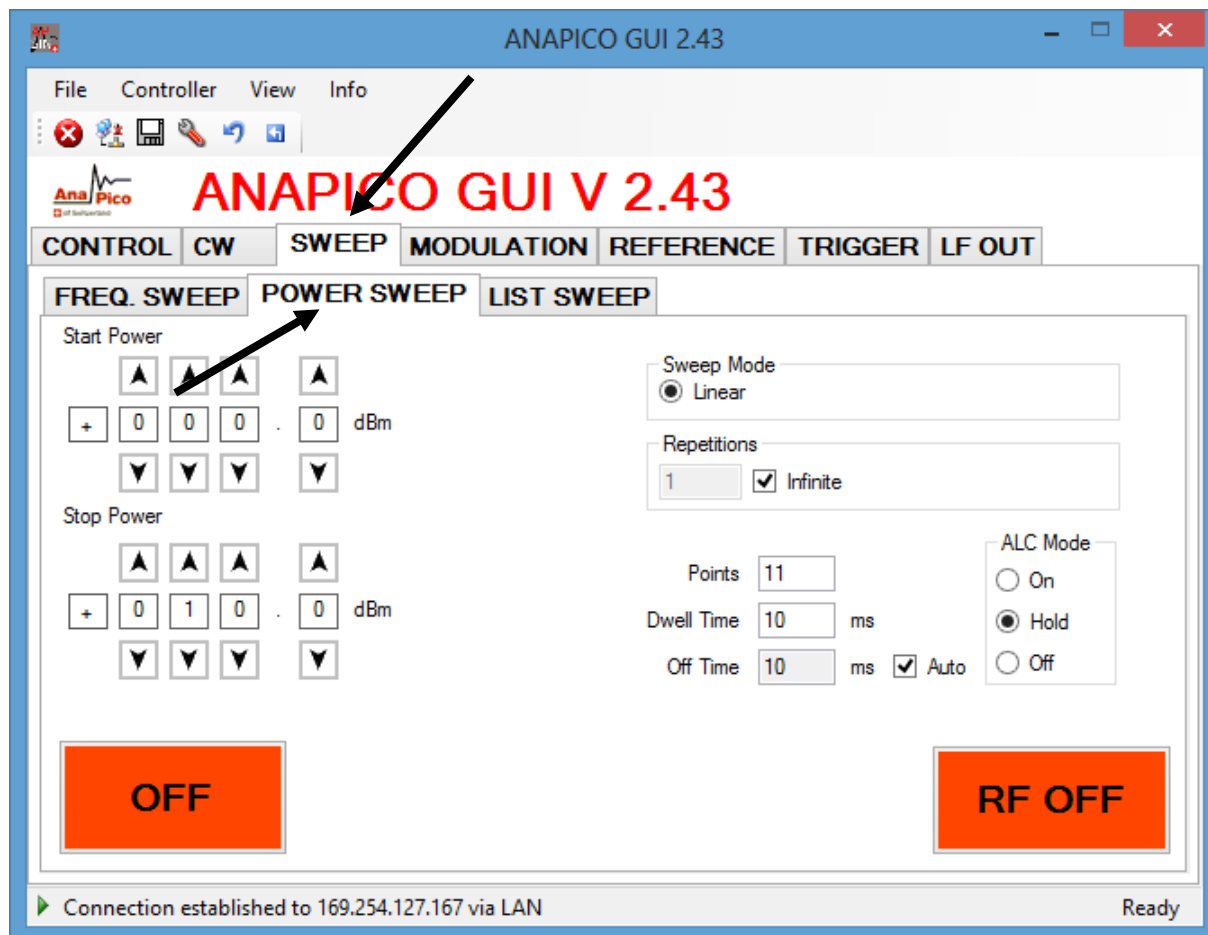 ANAPICO GUI 2.43
File Controller View Info
Ana Pico
ANAPICO GUI V 2.43
CONTROL CW SWEEP MODULATION REFERENCE TRIGGER LF OUT
FREQ. SWEEP POWER SWEEP LIST SWEEP
Start Power
+ 0 0 0 . 0 dBm
Stop Power
+ 0 1 0 . 0 dBm
Sweep Mode
Linear
Repetitions
1 Infinite
Points 11
Dwell Time 10 ms
Off Time 10 ms Auto
ALC Mode
On
Hold
Off
OFF
RF OFF
Connection established to 169.254.127.167 via LAN
Ready